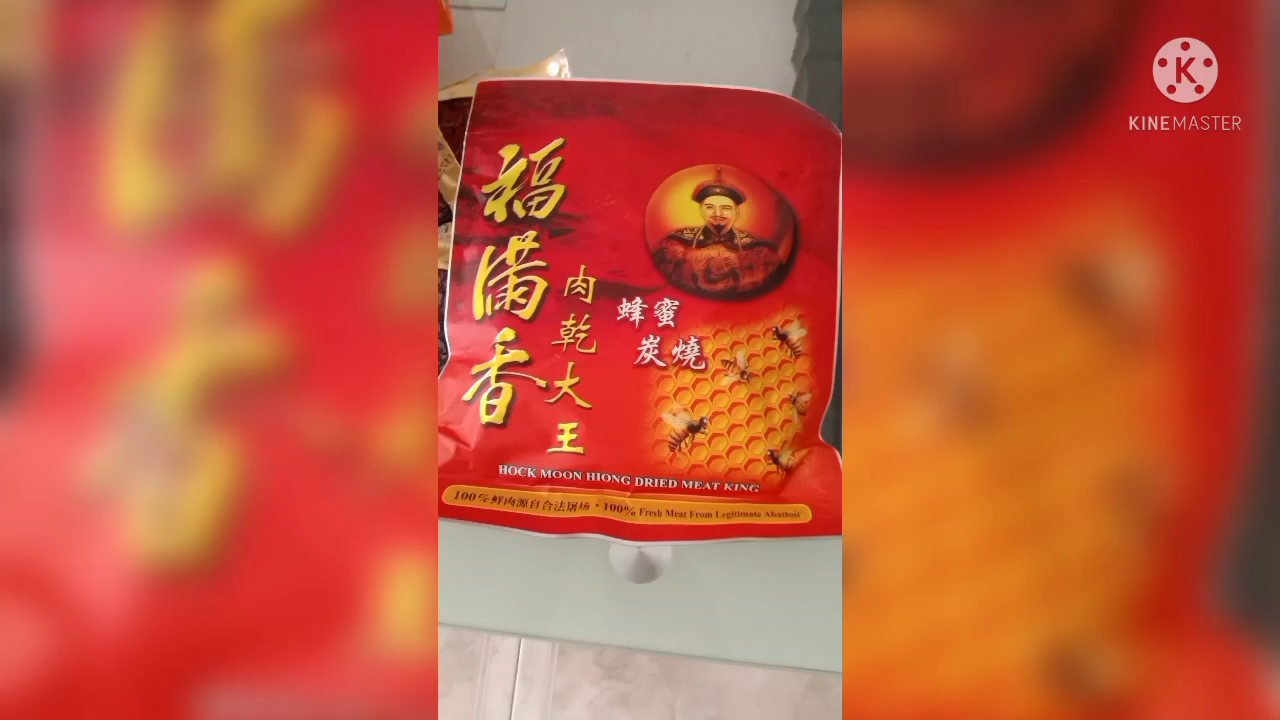 福满香
肉乾大王
蜂蜜
炭燒
HOCK MOON HIONG DRIED MEAT KING
100%鲜肉源自合法屠场・100% Fresh Meat From Legitimate Abattoir
K
KINEMASTER